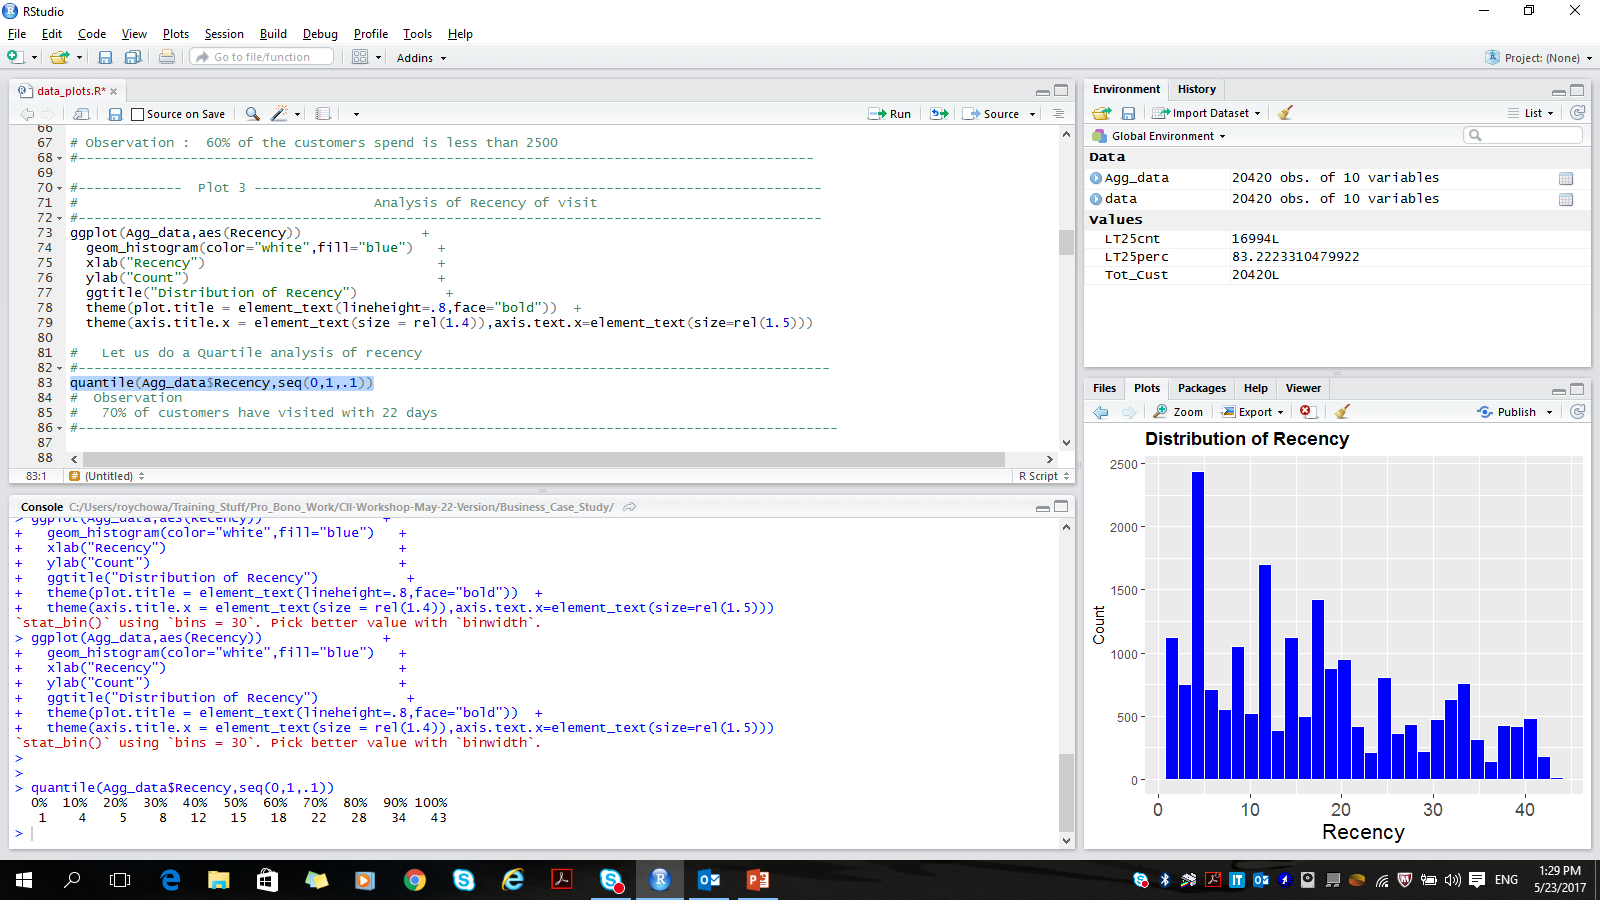 RStudio
File Edit Code View Plots Session Build Debug Profile Tools Help
Go to file/function Addins Project: (None)
data_plots.R*
Source on Save Run Source
66
67 # Observation : 60% of the customers spend is less than 2500
68 #---------------------------------------------------------------------------------------------
69
70 #------------- Plot 3 ------------------------------------------------------------------------
71 # Analysis of Recency of visit
72 #----------------------------------------------------------------------------------------------
73 ggplot(Agg_data,aes(Recency)) +
74 geom_histogram(color="white",fill="blue") +
75 xlab("Recency") +
76 ylab("Count") +
77 ggtitle("Distribution of Recency") +
78 theme(plot.title = element_text(lineheight=.8,face="bold")) +
79 theme(axis.title.x = element_text(size = rel(1.4)),axis.text.x=element_text(size=rel(1.5)))
80
81 # Let us do a Quartile analysis of recency
82 #-----------------------------------------------------------------------------------------------
83 quantile(Agg_data$Recency,seq(0,1,.1))
84 # Observation
85 # 70% of customers have visited with 22 days
86 #------------------------------------------------------------------------------------------------
87
88
83:1 (Untitled) R Script
Console C:/Users/roychowa/Training_Stuff/Pro_Bono_Work/CII-Workshop-May-22-Version/Business_Case_Study/
> ggplot(Agg_data,aes(Recency)) +
+ geom_histogram(color="white",fill="blue") +
+ xlab("Recency") +
+ ylab("Count") +
+ ggtitle("Distribution of Recency") +
+ theme(plot.title = element_text(lineheight=.8,face="bold")) +
+ theme(axis.title.x = element_text(size = rel(1.4)),axis.text.x=element_text(size=rel(1.5)))
`stat_bin()` using `bins = 30`. Pick better value with `binwidth`.
> ggplot(Agg_data,aes(Recency)) +
+ geom_histogram(color="white",fill="blue") +
+ xlab("Recency") +
+ ylab("Count") +
+ ggtitle("Distribution of Recency") +
+ theme(plot.title = element_text(lineheight=.8,face="bold")) +
+ theme(axis.title.x = element_text(size = rel(1.4)),axis.text.x=element_text(size=rel(1.5)))
`stat_bin()` using `bins = 30`. Pick better value with `binwidth`.
>
>
> quantile(Agg_data$Recency,seq(0,1,.1))
0% 10% 20% 30% 40% 50% 60% 70% 80% 90% 100%
1 4 5 8 12 15 18 22 28 34 43
>
Environment History
Import Dataset List
Global Environment
Data
Agg_data 20420 obs. of 10 variables
data 20420 obs. of 10 variables
Values
LT25cnt 16994L
LT25perc 83.2223310479922
Tot_Cust 20420L
Files Plots Packages Help Viewer
Zoom Export Publish
Distribution of Recency
2500
2000
1500
1000
500
0
Count
0 10 20 30 40
Recency
ENG
1:29 PM
5/23/2017